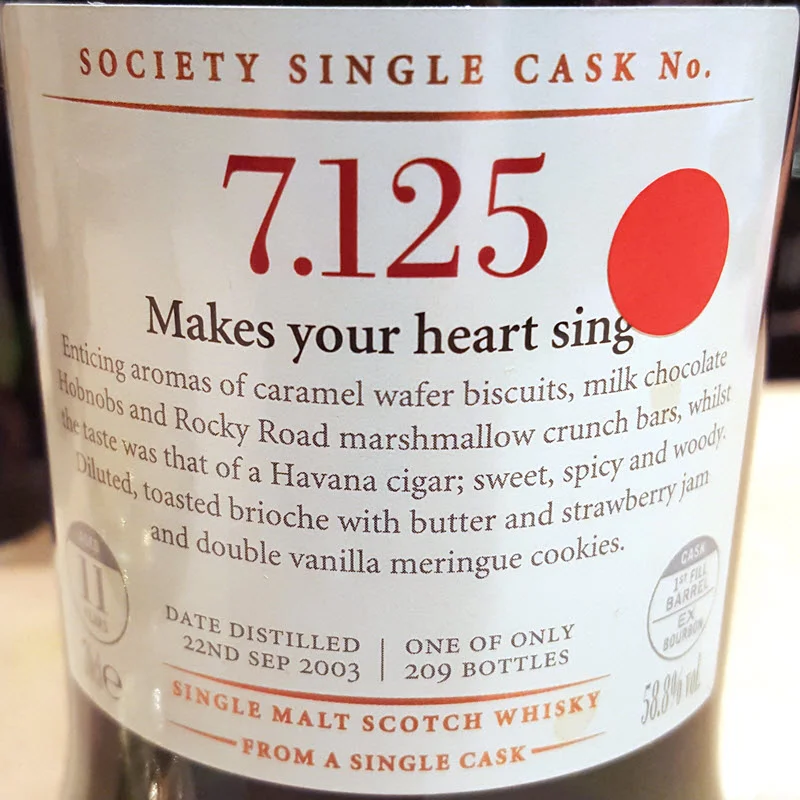 SOCIETY SINGLE CASK No.
7.125
Makes your heart sing
Enticing aromas of caramel wafer biscuits, milk chocolate
Hobnobs and Rocky Road marshmallow crunch bars, whilst
the taste was that of a Havana cigar; sweet, spicy and woody.
Diluted, toasted brioche with butter and strawberry jam
and double vanilla meringue cookies.
AGED
11
YEARS
CASK
1ST FILL
BARREL
EX
BOURBON
DATE DISTILLED
22ND SEP 2003
ONE OF ONLY
209 BOTTLES
58.8% vol.
SINGLE MALT SCOTCH WHISKY
FROM A SINGLE CASK